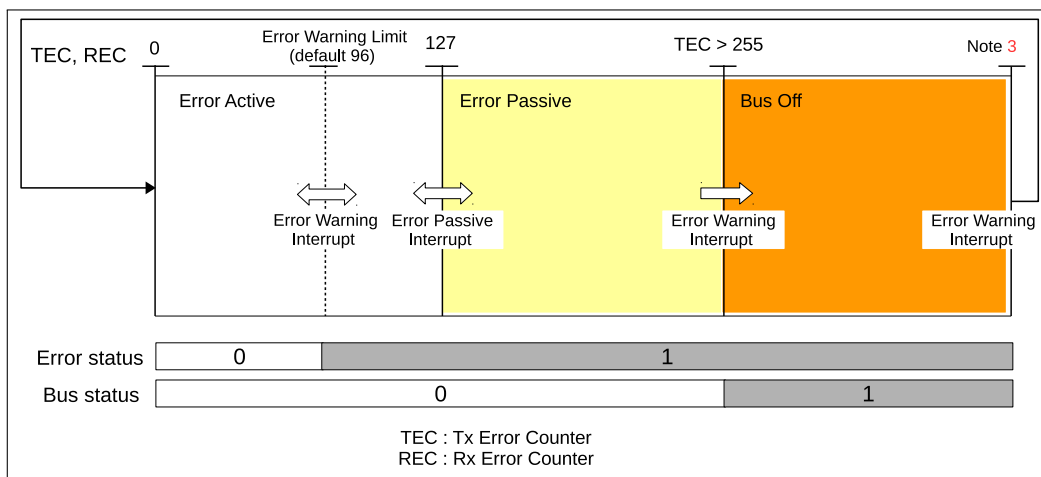 TEC, REC
0
Error Warning Limit
(default 96)
127
TEC > 255
Note 3
Error Active
Error Passive
Bus Off
Error Warning
Interrupt
Error Passive
Interrupt
Error Warning
Interrupt
Error Warning
Interrupt
Error status
0
1
Bus status
0
1
TEC : Tx Error Counter
REC : Rx Error Counter